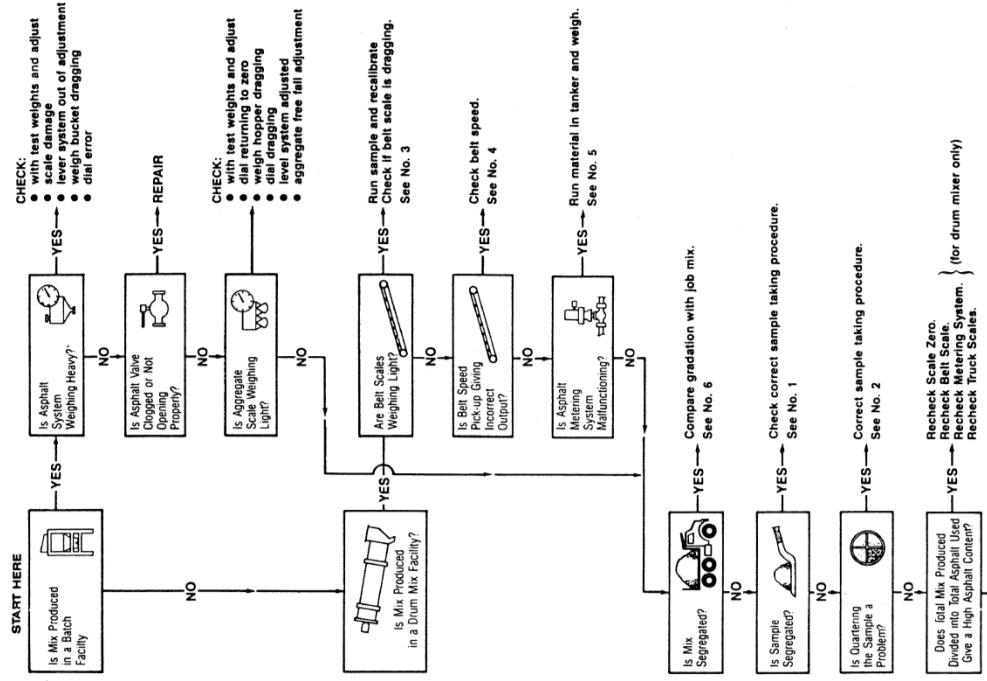 START HERE
Is Mix Produced
in a Batch
Facilty
YES
Is Asphalt
System
Weighing Heavy?
YES
CHECK:
● with test weights and adjust
● scale damage
● lever system out of adjustment
● weigh bucket dragging
● dial error
NO
Is Asphalt Valve
Clogged or Not
Opening
Properly?
YES
REPAIR
NO
Is Aggregate
Scale Weighing
Light?
YES
CHECK:
● with test weights and adjust
● dial returning to zero
● weigh hopper dragging
● dial dragging
● level system adjusted
● aggregate free fall adjustment
NO
NO
Is Mix Produced
in a Drum Mix Facility?
YES
Are Belt Scales
Weighing Light?
YES
Run sample and recalibrate
Check if belt scale is dragging.
See No. 3
NO
Is Belt Speed
Pick-up Giving
Incorrect
Output?
YES
Check belt speed.
See No. 4
NO
Is Asphalt
Metering
System
Malfunctioning?
YES
Run material in tanker and weigh.
See No. 5
NO
Is Mix
Segregated?
YES
Compare gradation with job mix.
See No. 6
NO
Is Sample
Segregated?
YES
Check correct sample taking procedure.
See No. 1
NO
Is Quartering
the Sample a
Problem?
YES
Correct sample taking procedure.
See No. 2
NO
Does Total Mix Produced
Divided into Total Asphalt Used
Give a High Asphalt Content?
YES
Recheck Scale Zero.
Recheck Belt Scale.
Recheck Metering System.
Recheck Truck Scales.
(for drum mixer only)